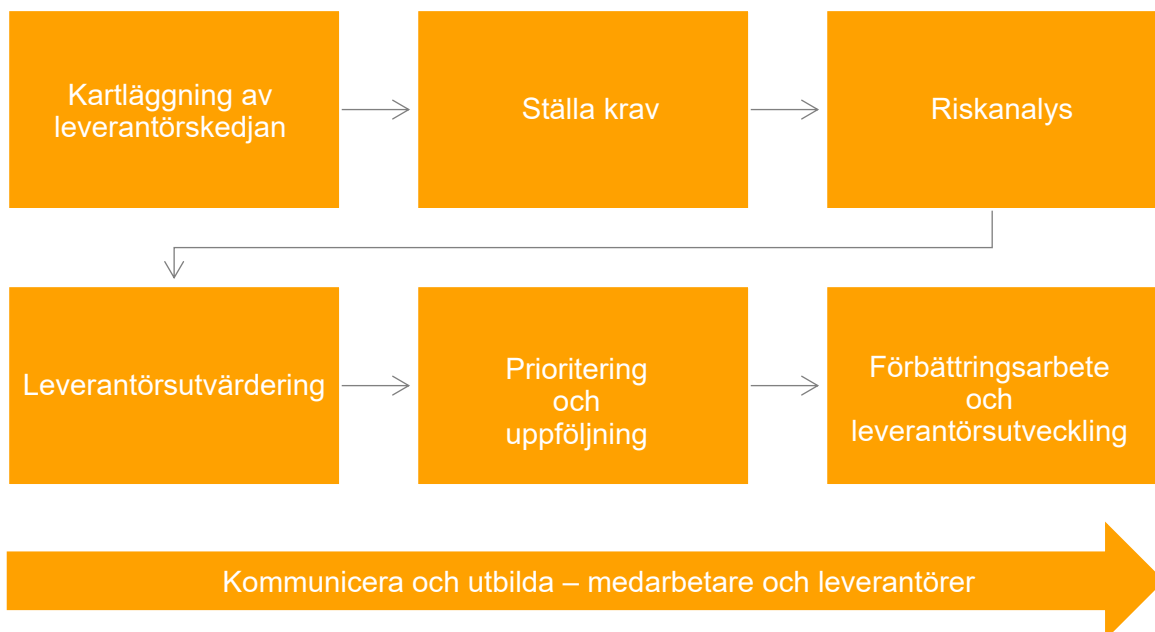 Kartläggning av
leverantörskedjan
Ställa krav
Riskanalys
Leverantörsutvärdering
Prioritering
och
uppföljning
Förbättringsarbete
och
leverantörsutveckling
Kommunicera och utbilda – medarbetare och leverantörer